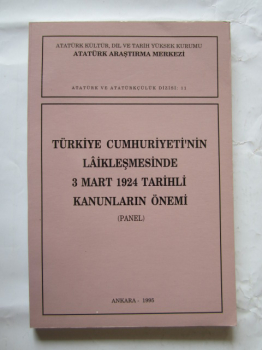 ATATÜRK KÜLTÜR, DİL VE TARİH YÜKSEK KURUMU
ATATÜRK ARAŞTIRMA MERKEZİ
ATATÜRK VE ATATÜRKÇÜLÜK DİZİSİ: 15
TÜRKİYE CUMHURİYETİ'NİN
LÂİKLEŞMESİNDE
3 MART 1924 TARİHLİ
KANUNLARIN ÖNEMİ
(PANEL)
ANKARA - 1995